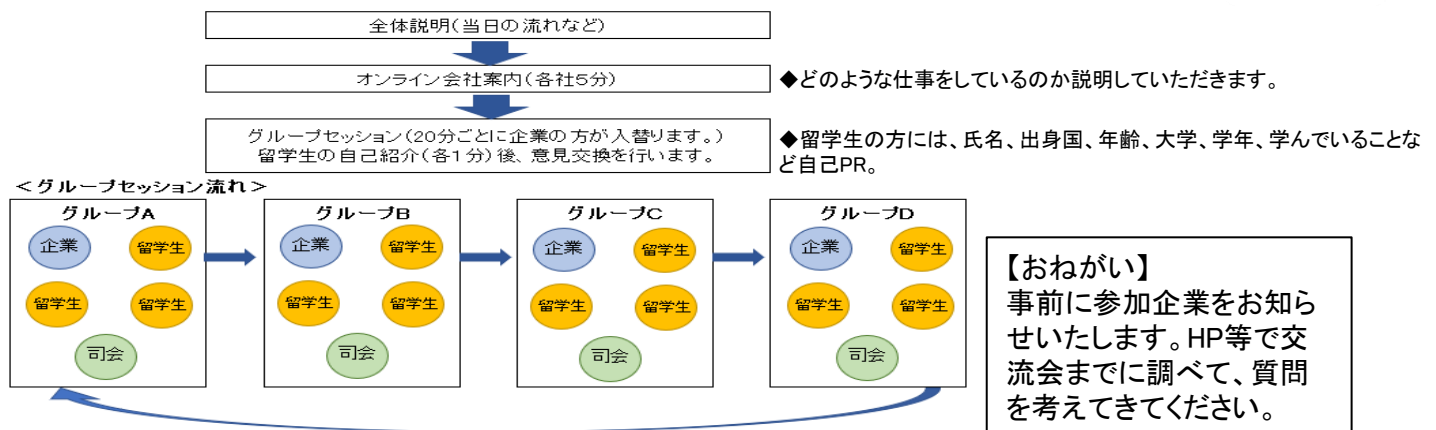 全体説明(当日の流れなど)
オンライン会社案内(各社5分)
◆どのような仕事をしているのか説明していただきます。
グループセッション(20分ごとに企業の方が入替ります。)
留学生の自己紹介(各1分)後、意見交換を行います。
◆留学生の方には、氏名、出身国、年齢、大学、学年、学んでいることな
ど自己PR。
<グループセッション流れ>
グループA
企業
留学生
留学生
留学生
司会
グループB
企業
留学生
留学生
留学生
司会
グループC
企業
留学生
留学生
留学生
司会
グループD
企業
留学生
留学生
留学生
司会
【おねがい】
事前に参加企業をお知ら
せいたします。HP等で交
流会までに調べて、質問
を考えてきてください。